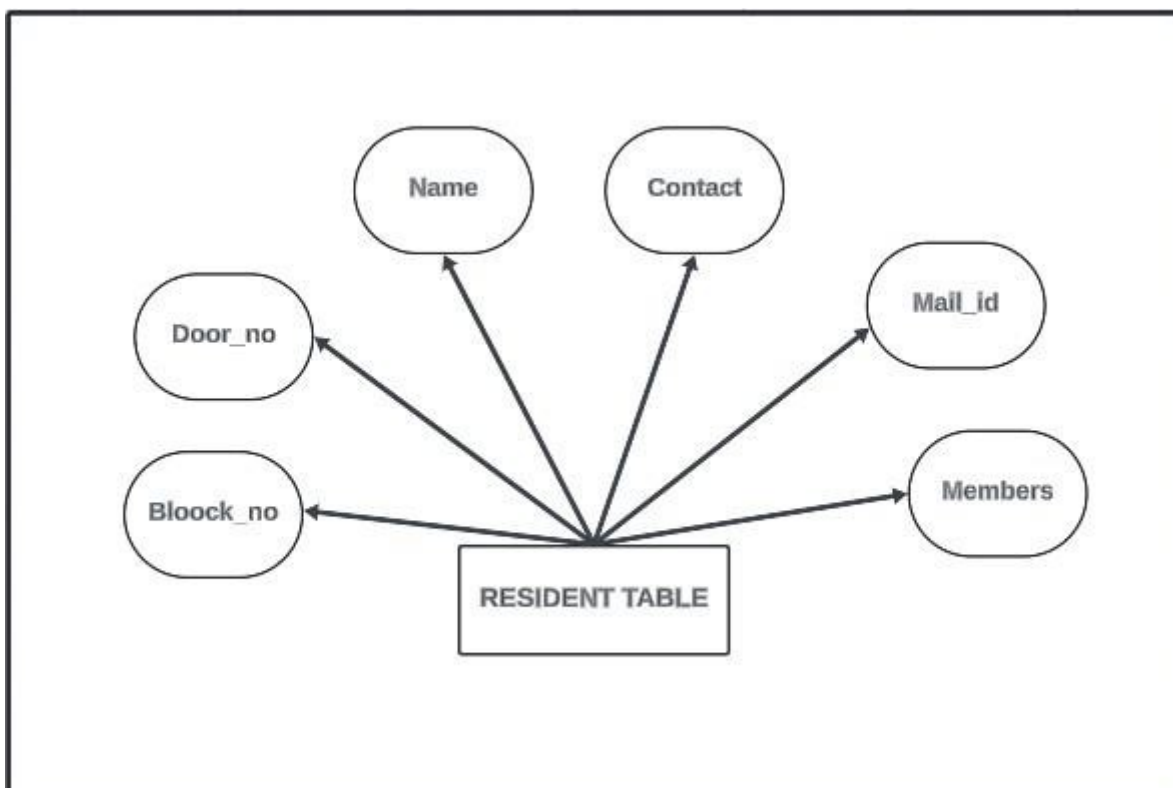 Name
Contact
Mail_id
Door_no
Members
Bloock_no
RESIDENT TABLE